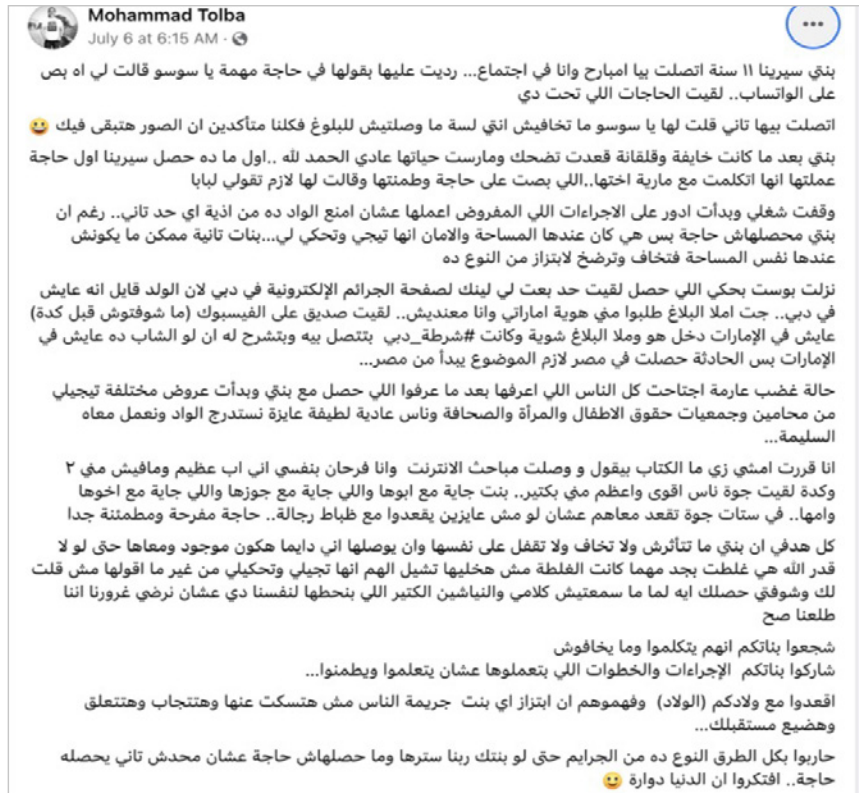 Mohammad Tolba
July 6 at 6:15 AM ·
بنتي سيرينا ١١ سنة اتصلت بيا امبارح وانا في اجتماع... رديت عليها بقولها في حاجة مهمة يا سوسو قالت لي اه بص
على الواتساب.. لقيت الحاجات اللي تحت دي
اتصلت بيها تاني قلت لها يا سوسو ما تخافيش انتي لسة ما وصلتيش للبلوغ فكلنا متأكدين ان الصور هتبقى فيك 😀
بنتي بعد ما كانت خايفة وقلقانة قعدت تضحك ومارست حياتها عادي الحمد لله ..اول ما ده حصل سيرينا اول حاجة
عملتها انها اتكلمت مع مارية اختها..اللي بصت على حاجة وطمنتها وقالت لها لازم تقولي لبابا
وقفت شغلي وبدأت ادور على الاجراءات اللي المفروض اعملها عشان امنع الواد ده من اذية اي حد تاني.. رغم ان
بنتي محصلهاش حاجة بس هي كان عندها المساحة والامان انها تيجي وتحكي لي...بنات تانية ممكن ما يكونش
عندها نفس المساحة فتخاف وترضخ لابتزاز من النوع ده
نزلت بوست بحكي اللي حصل لقيت حد بعت لي لينك لصفحة الجرائم الإلكترونية في دبي لان الولد قايل انه عايش
في دبي.. جت املا البلاغ طلبوا مني هوية اماراتي وانا معنديش.. لقيت صديق على الفيسبوك (ما شوفتوش قبل كدة)
عايش في الإمارات دخل هو وملا البلاغ شوية وكانت #شرطة_دبي بتتصل بيه وبتشرح له ان لو الشاب ده عايش في
الإمارات بس الحادثة حصلت في مصر لازم الموضوع يبدأ من مصر...
حالة غضب عارمة اجتاحت كل الناس اللي اعرفها بعد ما عرفوا اللي حصل مع بنتي وبدأت عروض مختلفة تيجيلي
من محامين وجمعيات حقوق الاطفال والمرأة والصحافة وناس عادية لطيفة عايزة نستدرج الواد ونعمل معاه
السليمة...
انا قررت امشي زي ما الكتاب بيقول و وصلت مباحث الانترنت وانا فرحان بنفسي اني اب عظيم ومافيش مني ٢
وكدة لقيت جوة ناس اقوى واعظم مني بكتير.. بنت جاية مع ابوها واللي جاية مع جوزها واللي جاية مع اخوها
وامها.. في ستات جوة تقعد معاهم عشان لو مش عايزين يقعدوا مع ظباط رجالة.. حاجة مفرحة ومطمئنة جدا
كل هدفي ان بنتي ما تتأثرش ولا تخاف ولا تقفل على نفسها وان يوصلها اني دايما هكون موجود ومعاها حتى لو لا
قدر الله هي غلطت بجد مهما كانت الغلطة مش هخليها تشيل الهم انها تجيلي وتحكيلي من غير ما اقولها مش قلت
لك وشوفتي حصلك ايه لما ما سمعتيش كلامي والنياشين الكتير اللي بنحطها لنفسنا دي عشان نرضي غرورنا اننا
طلعنا صح
شجعوا بناتكم انهم يتكلموا وما يخافوش
شاركوا بناتكم الإجراءات والخطوات اللي بتعملوها عشان يتعلموا ويطمنوا...
اقعدوا مع ولادكم (الولاد) وفهموهم ان ابتزاز اي بنت جريمة الناس مش هتسكت عنها وهتتجاب وهتتعلق
وهضيع مستقبلك...
حاربوا بكل الطرق النوع ده من الجرايم حتى لو بنتك ربنا سترها وما حصلهاش حاجة عشان محدش تاني يحصله
حاجة.. افتكروا ان الدنيا دوارة 😀